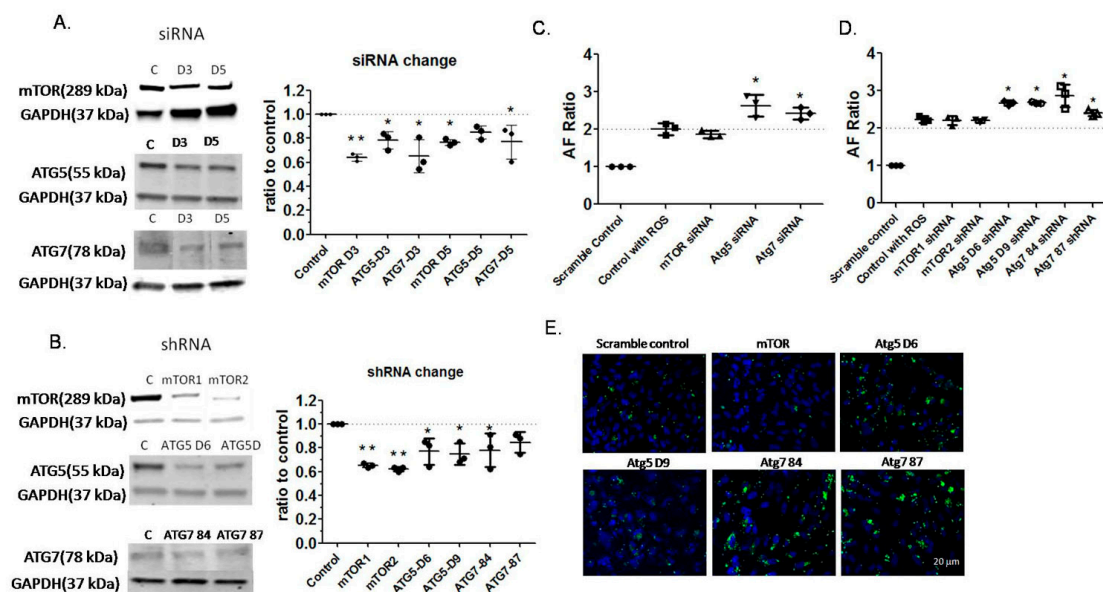 A.
siRNA
C D3 D5
mTOR(289 kDa)
GAPDH(37 kDa)
C D3 D5
ATG5(55 kDa)
GAPDH(37 kDa)
C D3 D5
ATG7(78 kDa)
GAPDH(37 kDa)
siRNA change
ratio to control
1.2
1.0
0.8
0.6
0.4
0.2
0.0
* *
*
*
*
*
Control
mTOR D3
ATG5-D3
ATG7-D3
mTOR D5
ATG5-D5
ATG7-D5
B.
shRNA
C mTOR1 mTOR2
mTOR(289 kDa)
GAPDH(37 kDa)
C ATG5 D6 ATG5D
ATG5(55 kDa)
GAPDH(37 kDa)
C ATG7 84 ATG7 87
ATG7(78 kDa)
GAPDH(37 kDa)
shRNA change
ratio to control
1.2
1.0
0.8
0.6
0.4
0.2
0.0
* *
* *
*
*
*
Control
mTOR1
mTOR2
ATG5-D6
ATG5-D9
ATG7-84
ATG7-87
C.
AF Ratio
4
3
2
1
0
*
*
Scramble Control
Control with ROS
mTOR siRNA
Atg5 siRNA
Atg7 siRNA
D.
AF Ratio
4
3
2
1
0
*
*
*
*
Scramble control
Control with ROS
mTOR1 shRNA
mTOR2 shRNA
Atg5 D6 shRNA
Atg5 D9 shRNA
Atg7 84 shRNA
Atg7 87 shRNA
E.
Scramble control mTOR Atg5 D6
Atg5 D9 Atg7 84 Atg7 87
20 μm